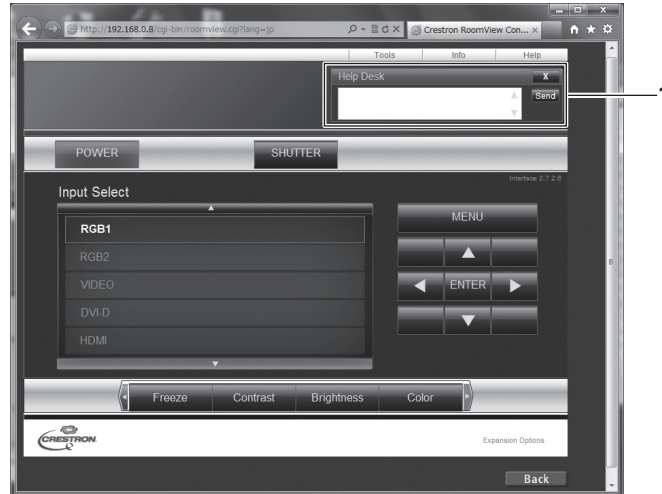 http://192.168.0.8/cgi-bin/roomview.cgi?lang=jp
Crestron RoomView Con... ×
Tools Info Help
Help Desk X
Send
1
POWER SHUTTER
Interface 2.7.2.6
Input Select
RGB1
RGB2
VIDEO
DVI-D
HDMI
MENU
ENTER
Freeze Contrast Brightness Color
CRESTRON
Expansion Options
Back